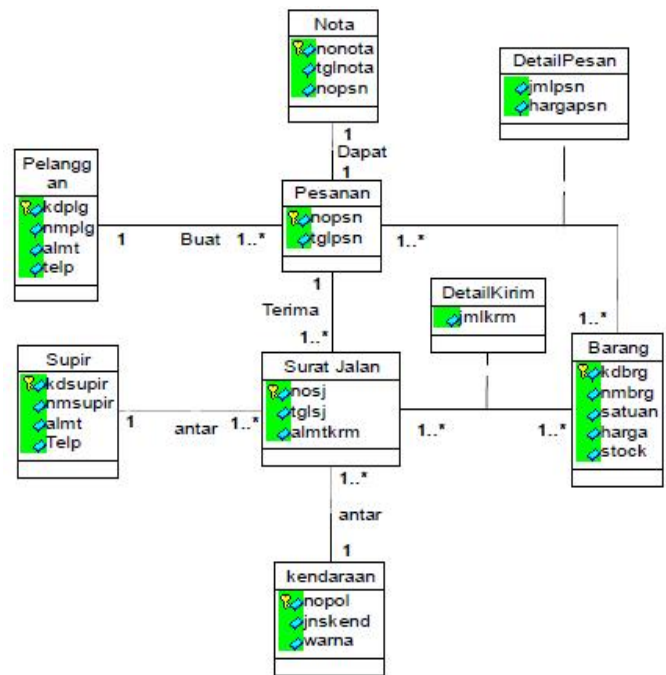 Nota
nonota
tglnota
nopsn
1
Dapat
1
DetailPesan
jmlpsn
hargapsn
Pelangg
an
kdplg
nmplg
almt
telp
1
Buat
1..*
Pesanan
nopsn
tglpsn
1..*
1
Terima
1..*
DetailKirim
jmlkrm
1..*
Supir
kdsupir
nmsupir
almt
Telp
1
antar
1..*
Surat Jalan
nosj
tglsj
almtkrm
1..*
1..*
Barang
kdbrg
nmbrg
satuan
harga
stock
1..*
antar
1
kendaraan
nopol
jnskend
warna